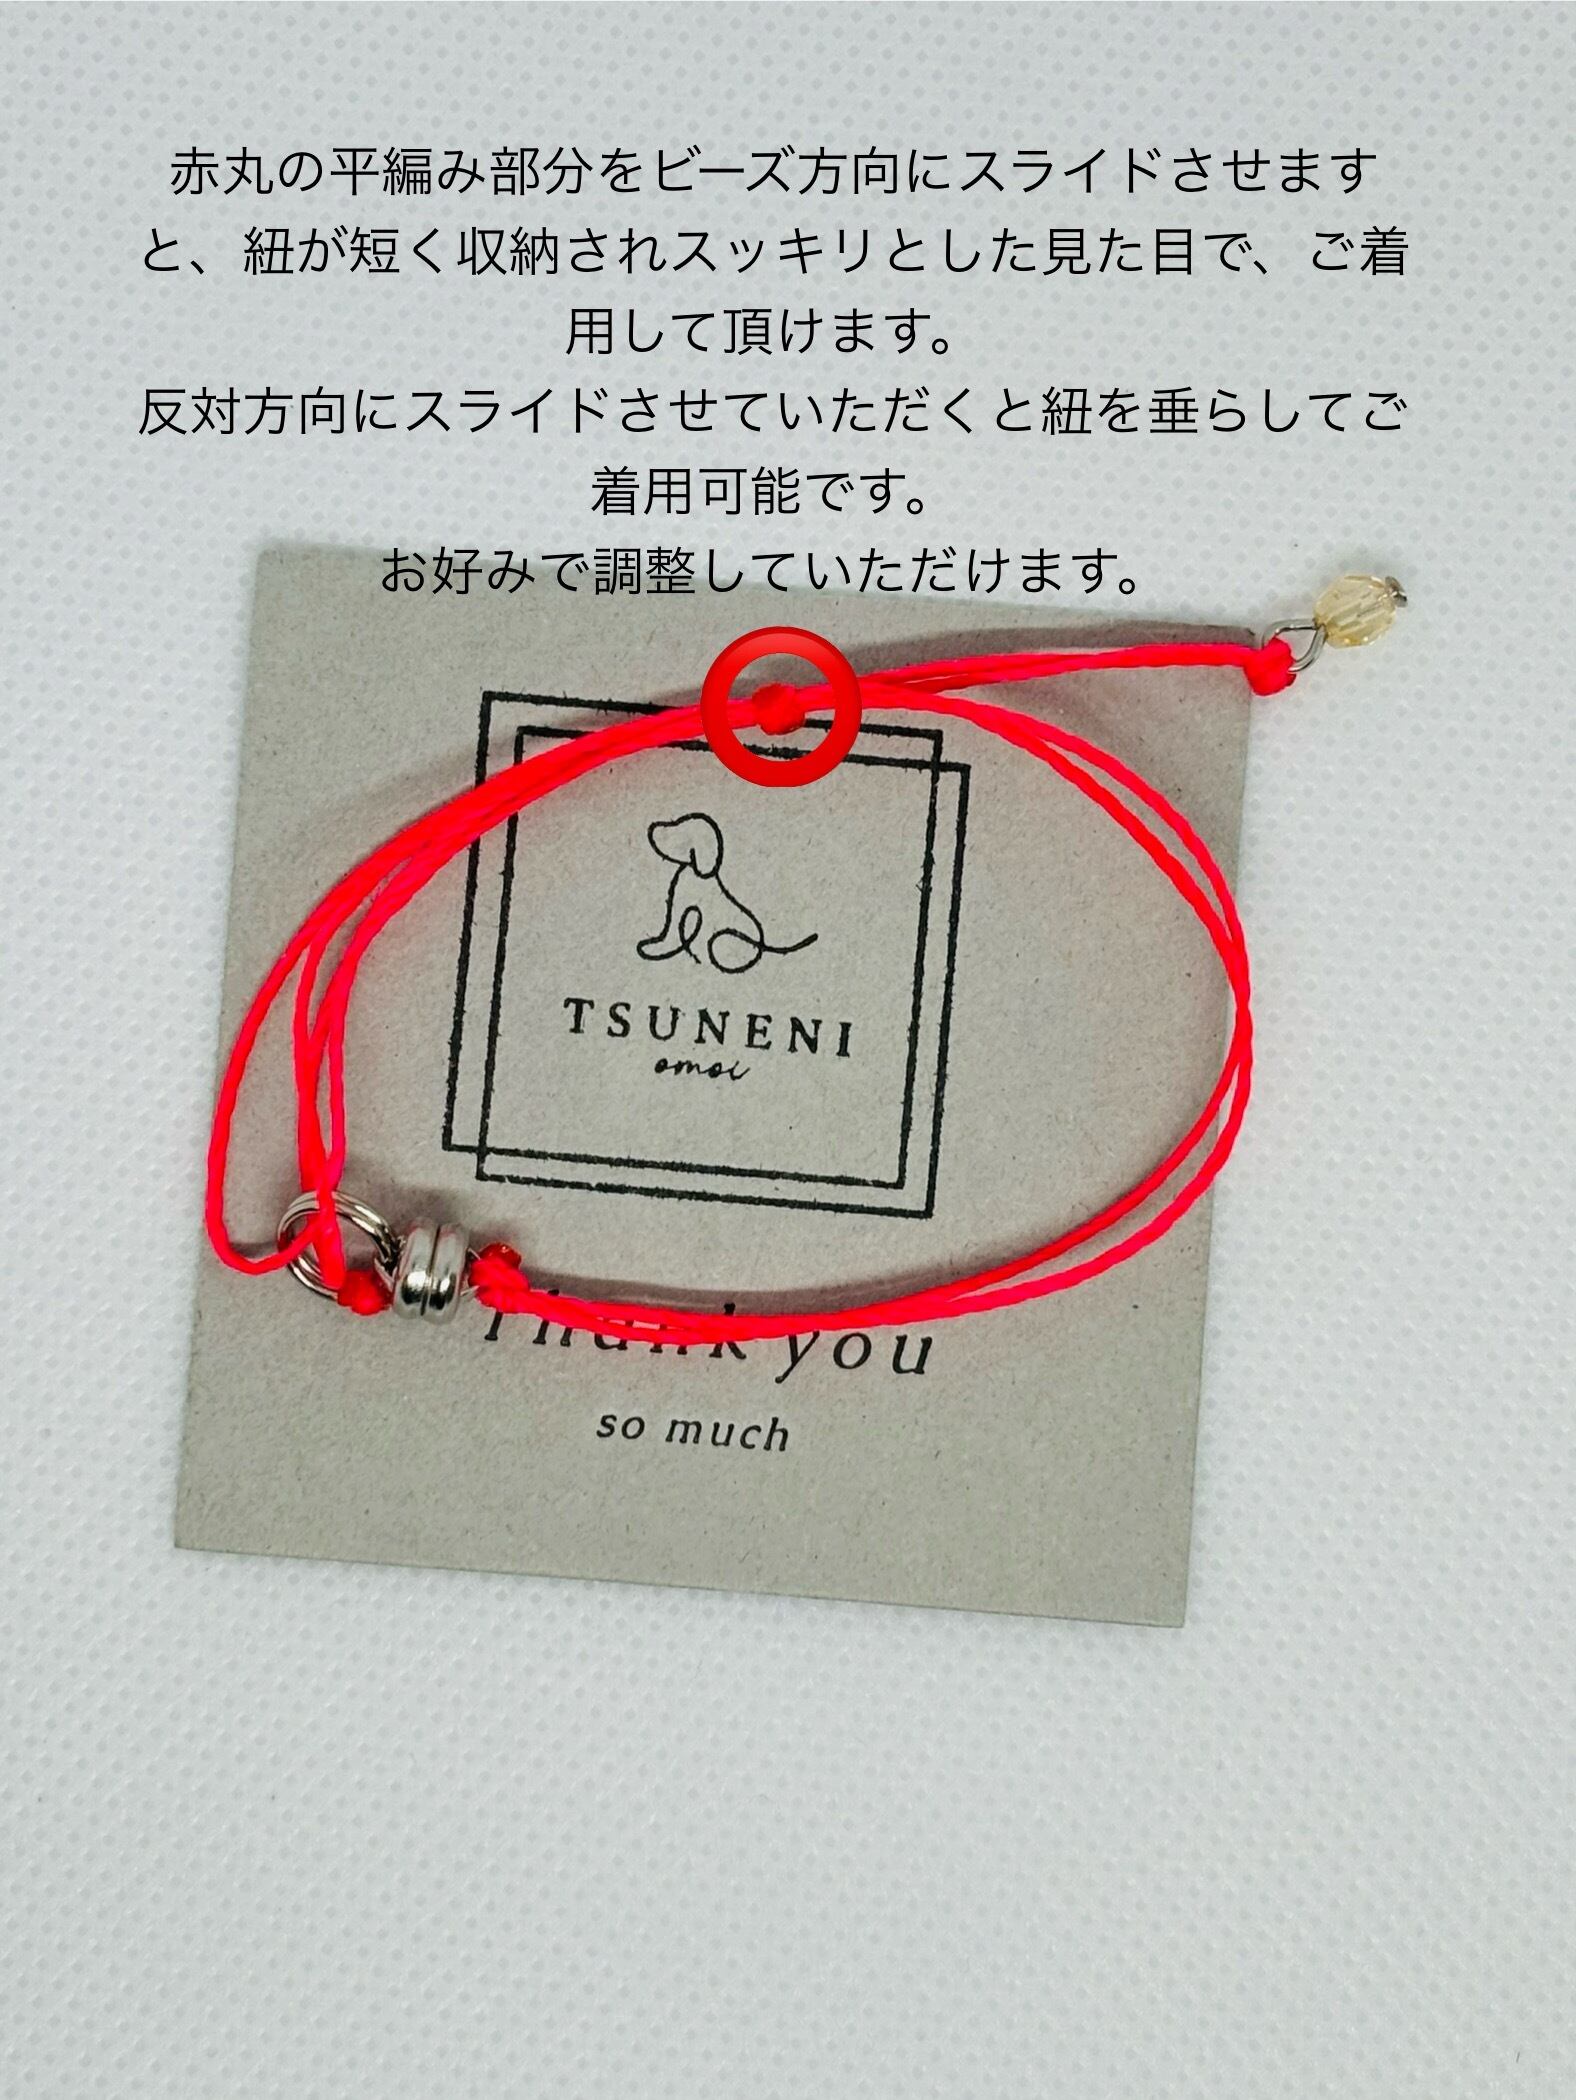 赤丸の平編み部分をビーズ方向にスライドさせます
と、紐が短く収納されスッキリとした見た目で、ご着
用して頂けます。
反対方向にスライドさせていただくと紐を垂らしてご
着用可能です。
お好みで調整していただけます。
TSUNENI
omoi
Thank you
so much